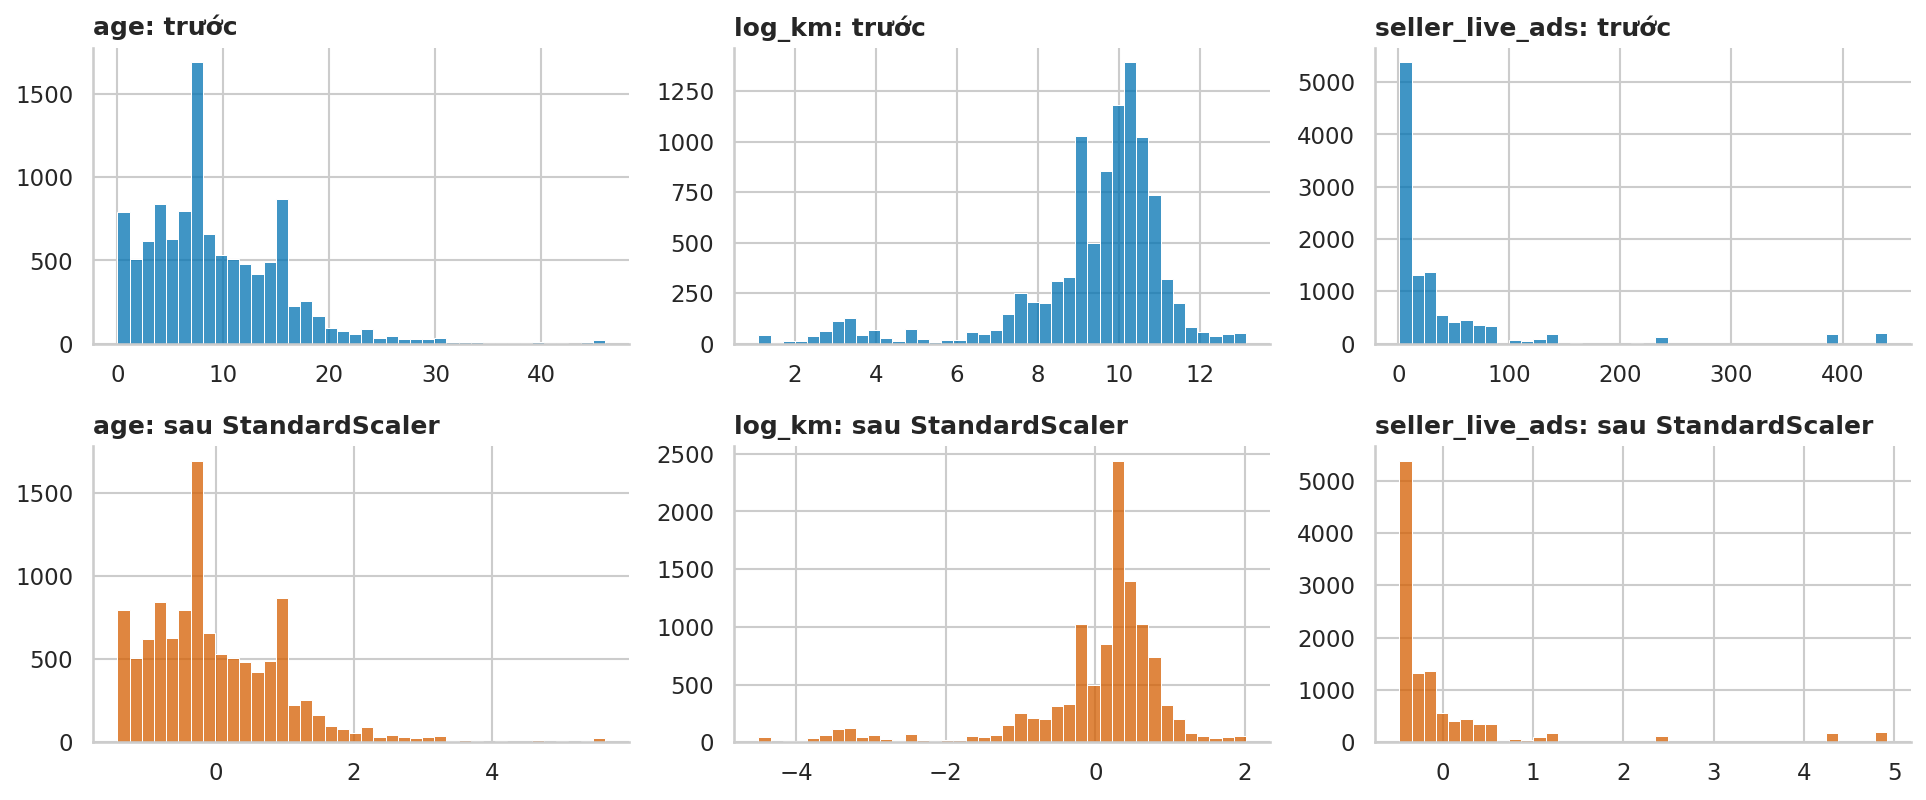 age: trước
log_km: trước
seller_live_ads: trước
1500
1000
500
0
0 10 20 30 40
1250
1000
750
500
250
0
2 4 6 8 10 12
5000
4000
3000
2000
1000
0
0 100 200 300 400
age: sau StandardScaler
log_km: sau StandardScaler
seller_live_ads: sau StandardScaler
1500
1000
500
0
0 2 4
2500
2000
1500
1000
500
0
−4 −2 0 2
5000
4000
3000
2000
1000
0
0 1 2 3 4 5